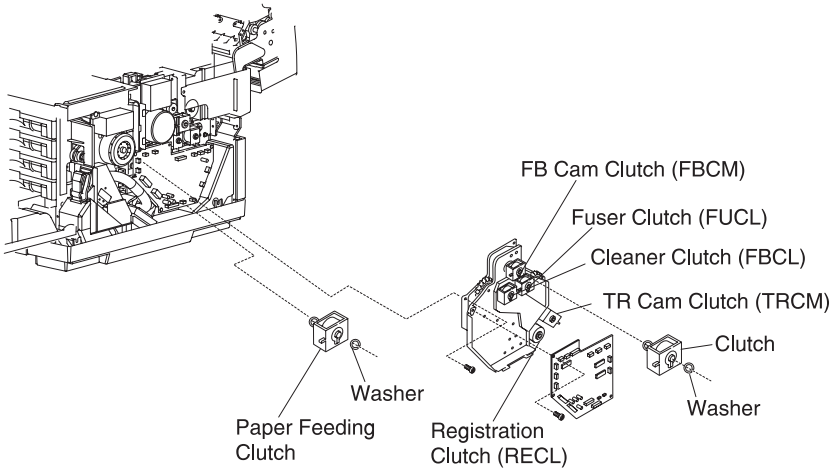 FB Cam Clutch (FBCM)
Fuser Clutch (FUCL)
Cleaner Clutch (FBCL)
TR Cam Clutch (TRCM)
Clutch
Washer
Washer
Paper Feeding
Clutch
Registration
Clutch (RECL)